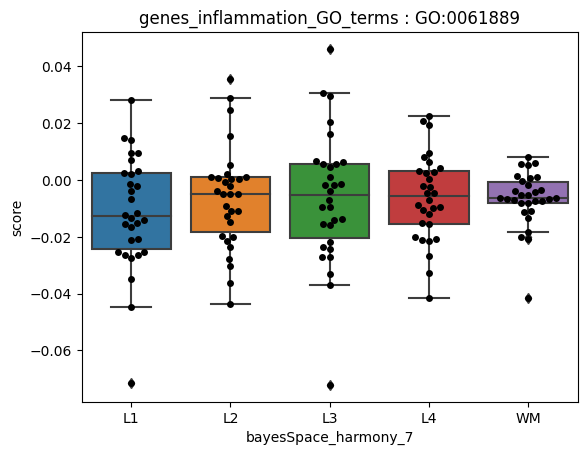 genes_inflammation_GO_terms : GO:0061889
0.04
0.02
0.00
−0.02
−0.04
−0.06
score
L1 L2 L3 L4 WM
bayesSpace_harmony_7